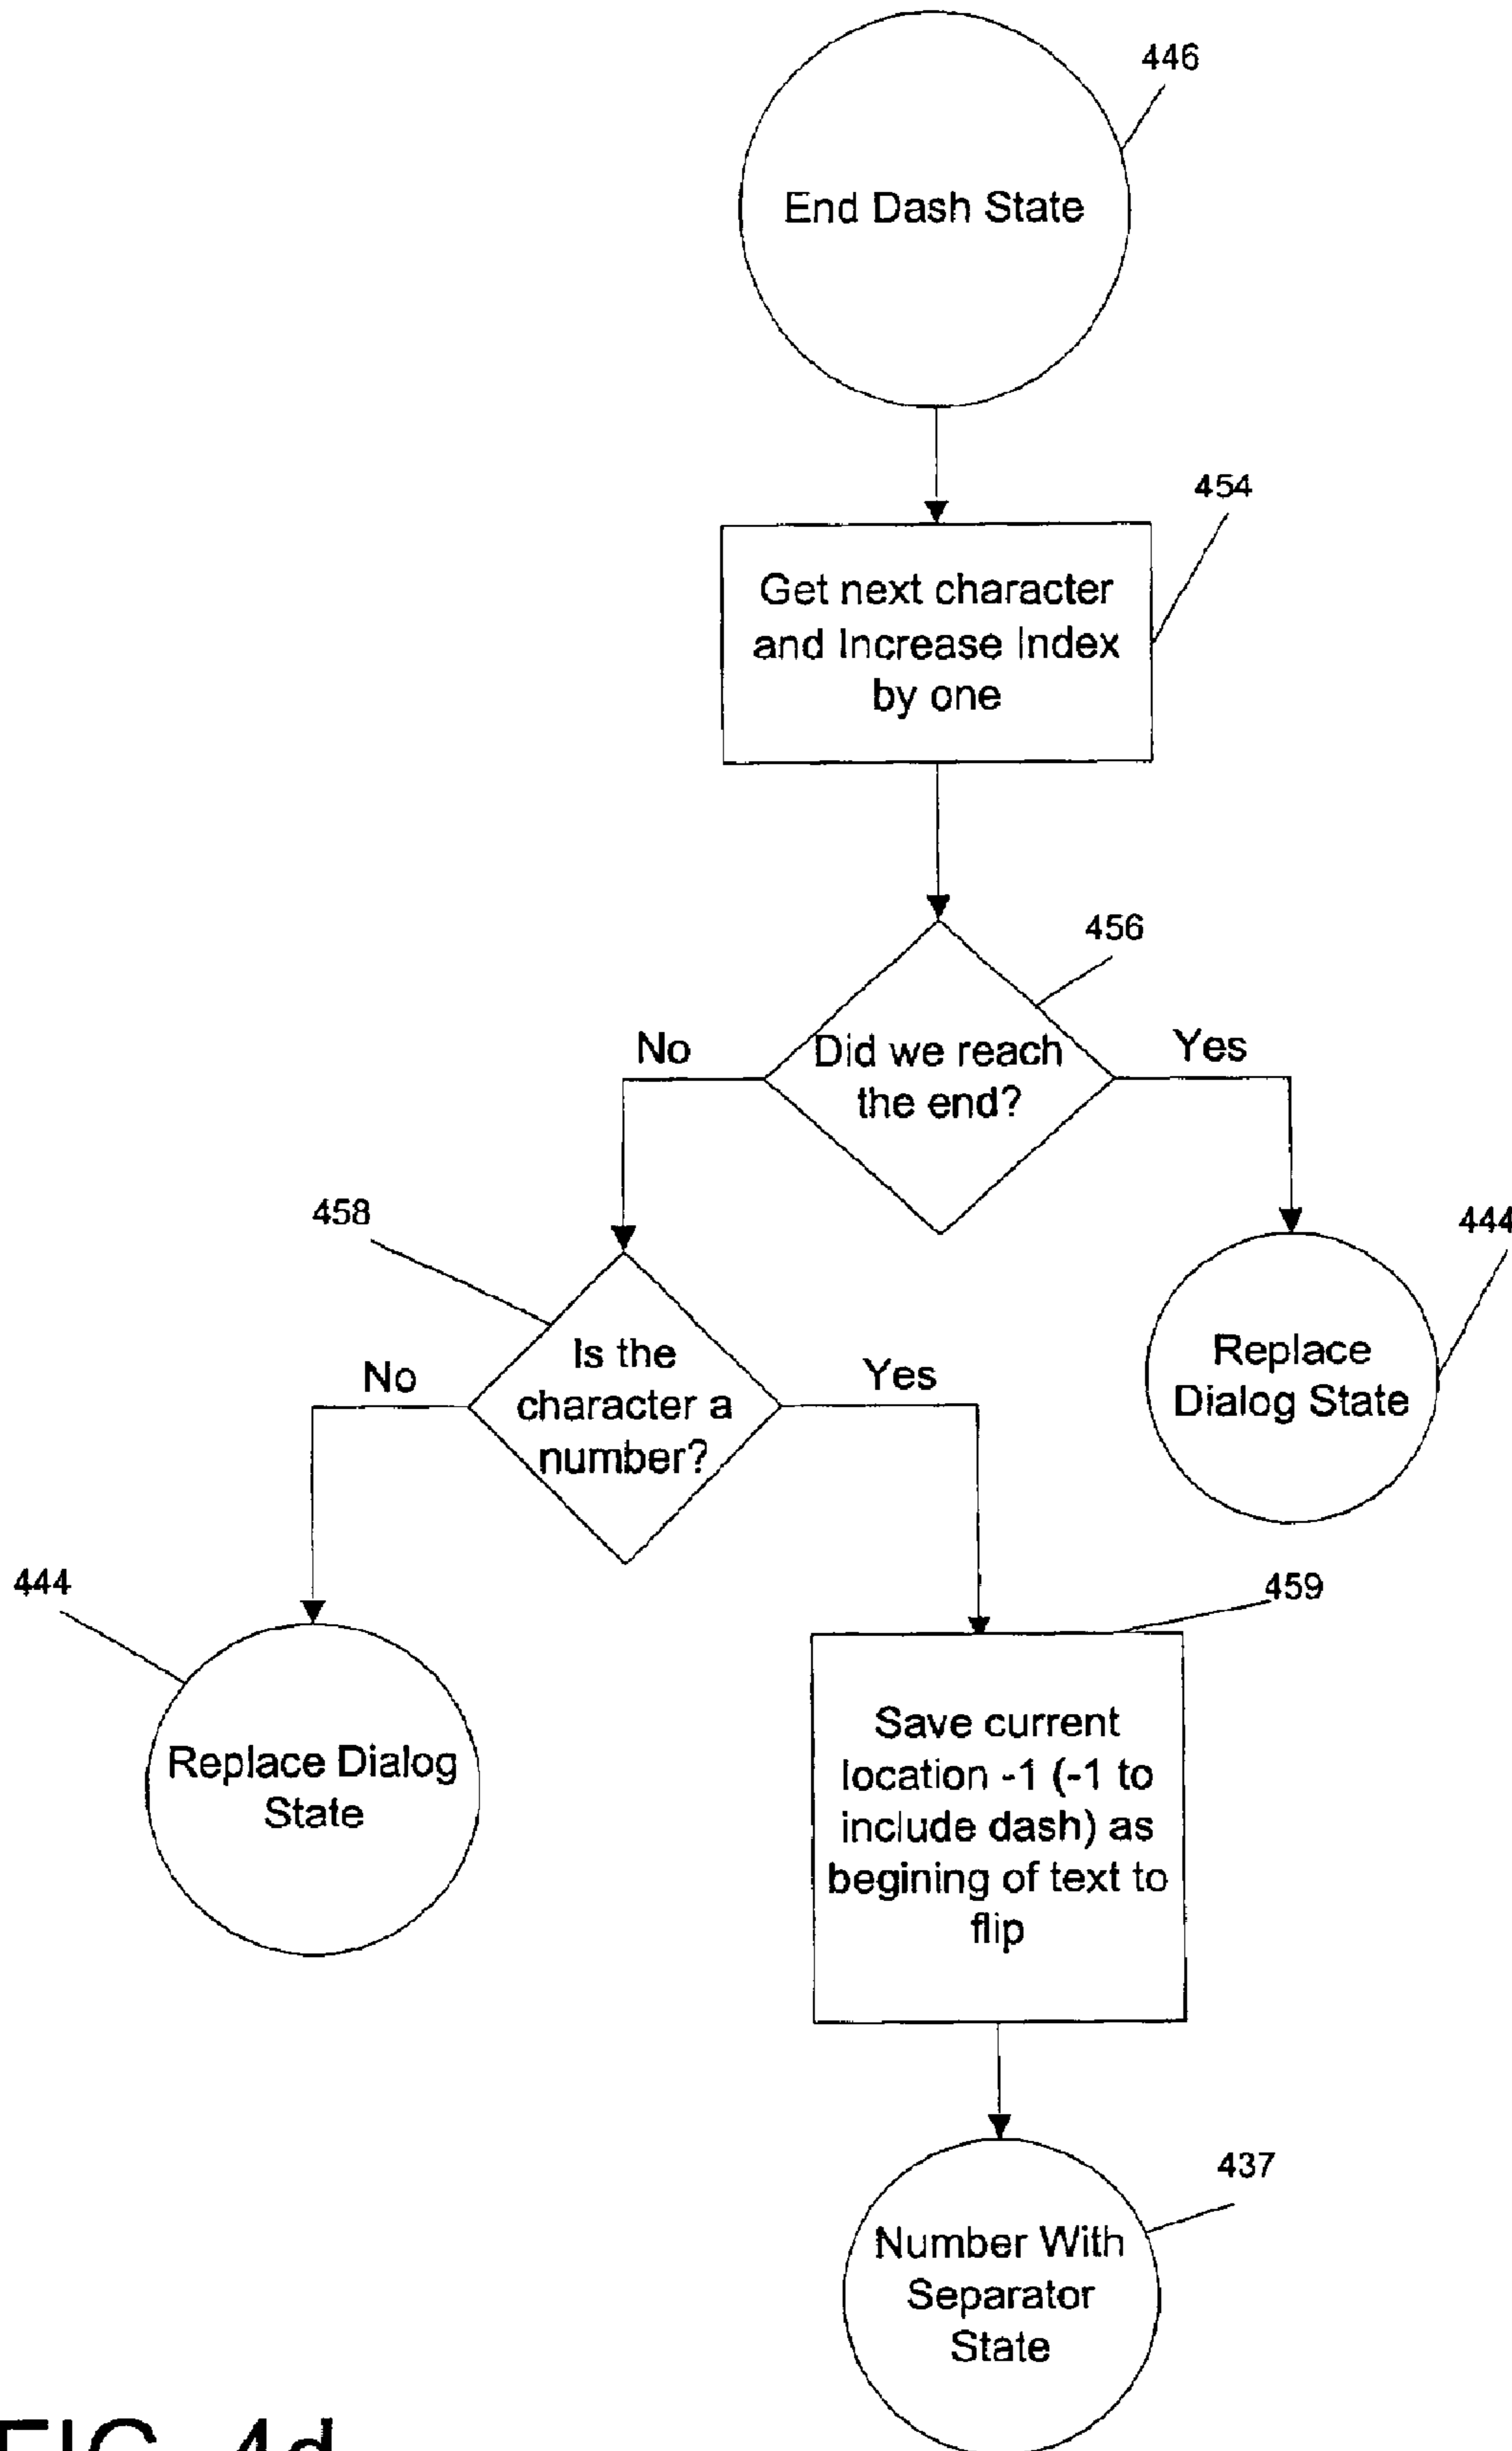 446
End Dash State
454
Get next character
and Increase Index
by one
456
No
Did we reach
the end?
Yes
458
444
Is the
character a
number?
No
Yes
Replace
Dialog State
444
459
Replace Dialog
State
Save current
location -1 (-1 to
include dash) as
begining of text to
flip
437
Number With
Separator
State
FIG. 4d